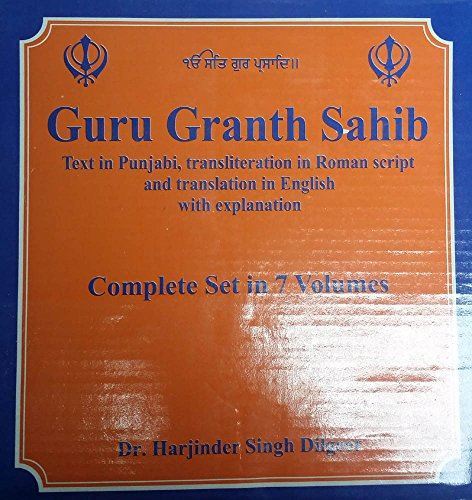 ੴ ਸਤਿ ਗੁਰ ਪ੍ਰਸਾਦਿ॥
Guru Granth Sahib
Text in Punjabi, transliteration in Roman script
and translation in English
with explanation
Complete Set in 7 Volumes
Dr. Harjinder Singh Dilgeer